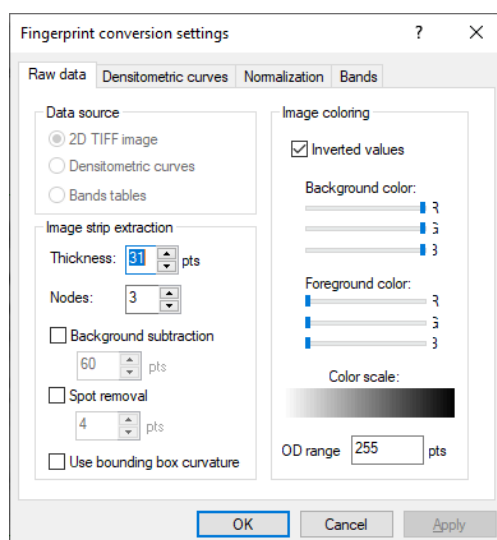 Fingerprint conversion settings ? ×
Raw data Densitometric curves Normalization Bands
Data source
2D TIFF image
Densitometric curves
Bands tables
Image strip extraction
Thickness: 31 pts
Nodes: 3
Background subtraction
60 pts
Spot removal
4 pts
Use bounding box curvature
Image coloring
Inverted values
Background color:
Foreground color:
Color scale:
OD range 255 pts
OK Cancel Apply